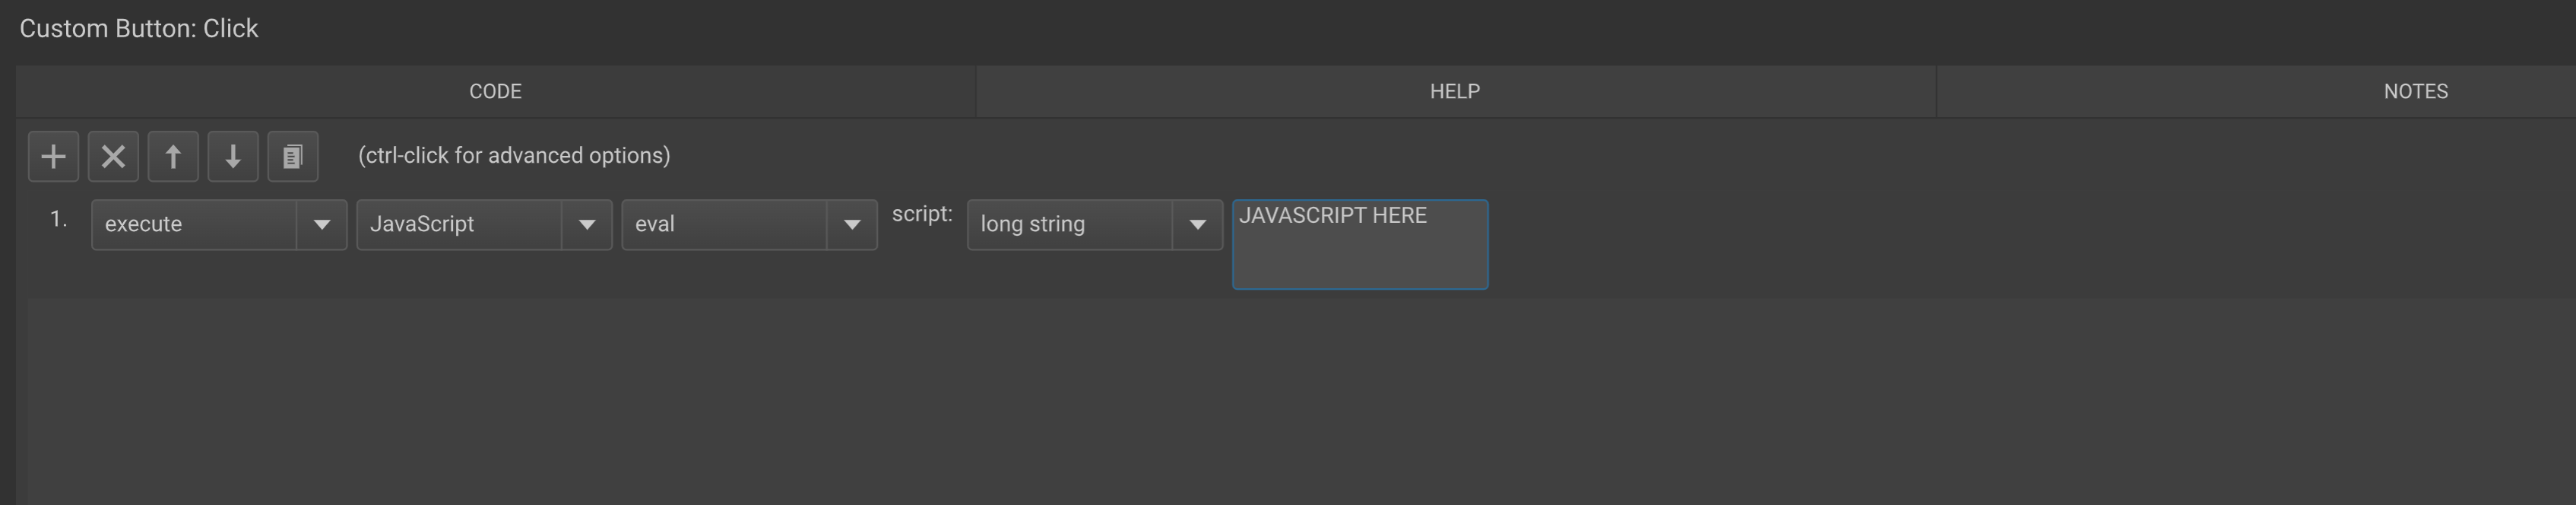 Custom Button: Click
CODE HELP NOTES
(ctrl-click for advanced options)
1. execute JavaScript eval script: long string JAVASCRIPT HERE